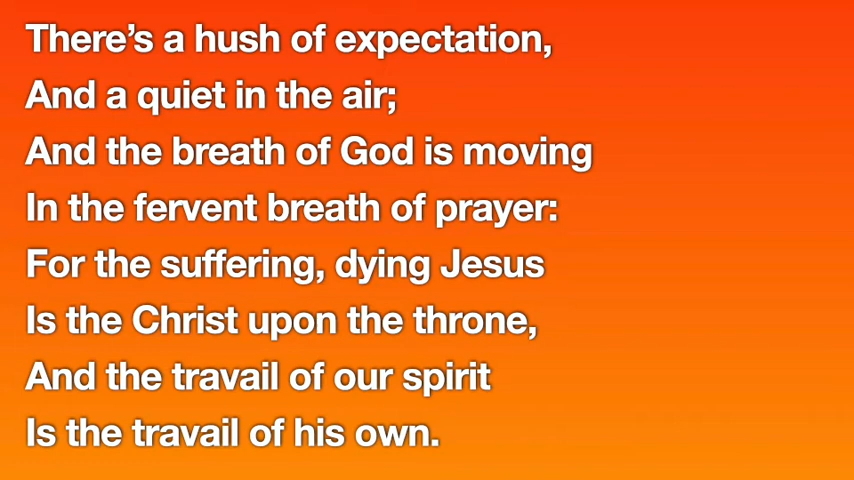 There’s a hush of expectation,
And a quiet in the air;
And the breath of God is moving
In the fervent breath of prayer:
For the suffering, dying Jesus
Is the Christ upon the throne,
And the travail of our spirit
Is the travail of his own.